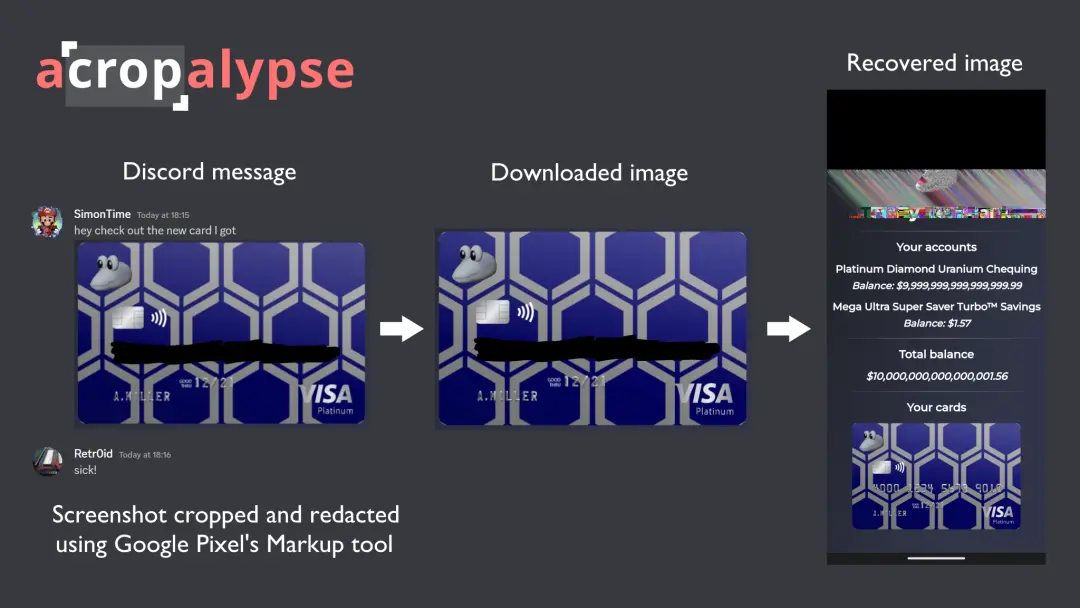 acropalypse
Recovered image
Discord message
Downloaded image
SimonTime Today at 18:15
hey check out the new card I got
GOOD THRU 12/21
A.MILLER
VISA
Platinum
Retr0id Today at 18:16
sick!
Screenshot cropped and redacted
using Google Pixel's Markup tool
GOOD THRU 12/21
A.MILLER
VISA
Platinum
Your accounts
Platinum Diamond Uranium Chequing
Balance: $9,999,999,999,999,999.99
Mega Ultra Super Saver Turbo™ Savings
Balance: $1.57
Total balance
$10,000,000,000,000,001.56
Your cards
4000 1234 5678 9010
12/21
A.MILLER
VISA
Platinum